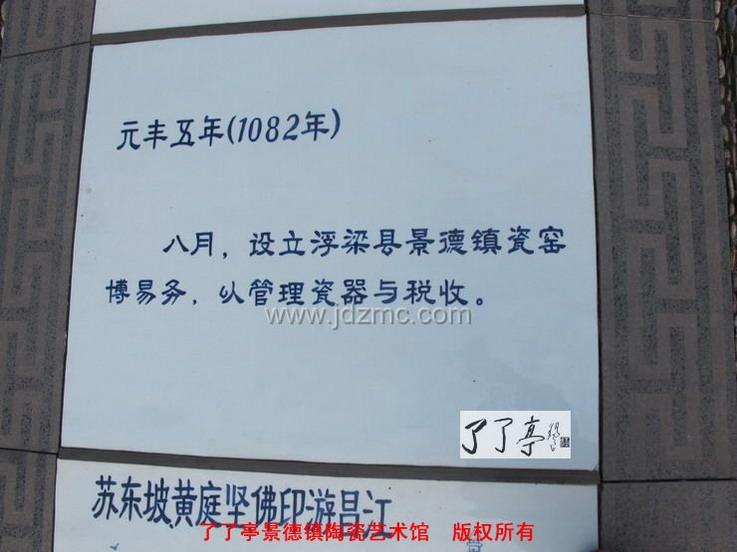 元丰五年(1082年)
八月，设立浮梁县景德镇瓷窑
博易务，以管理瓷器与税收。
www.jdzmc.com
了了亭
苏东坡黄庭坚佛印游昌江
了了亭景德镇陶瓷艺术馆 版权所有